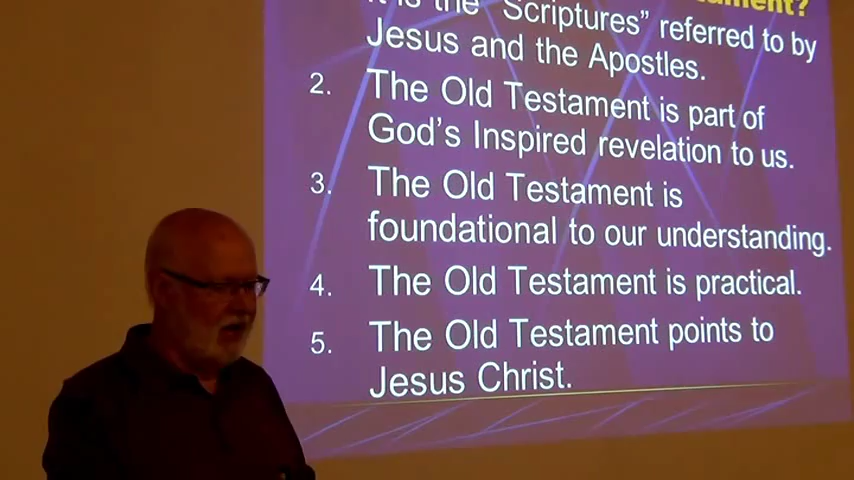 It is the "Scriptures" referred to by
Jesus and the Apostles.
2. The Old Testament is part of
God's Inspired revelation to us.
3. The Old Testament is
foundational to our understanding.
4. The Old Testament is practical.
5. The Old Testament points to
Jesus Christ.